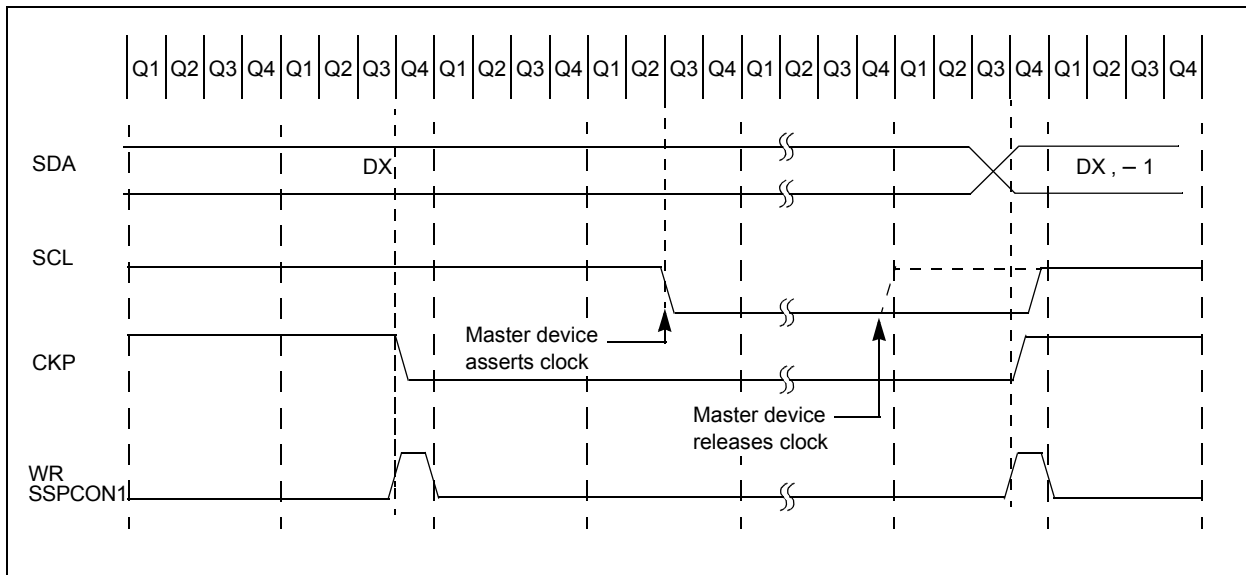 Q1 Q2 Q3 Q4 Q1 Q2 Q3 Q4 Q1 Q2 Q3 Q4 Q1 Q2 Q3 Q4 Q1 Q2 Q3 Q4 Q1 Q2 Q3 Q4 Q1 Q2 Q3 Q4
SDA
DX
DX , – 1
SCL
Master device
asserts clock
CKP
Master device
releases clock
WR
SSPCON1